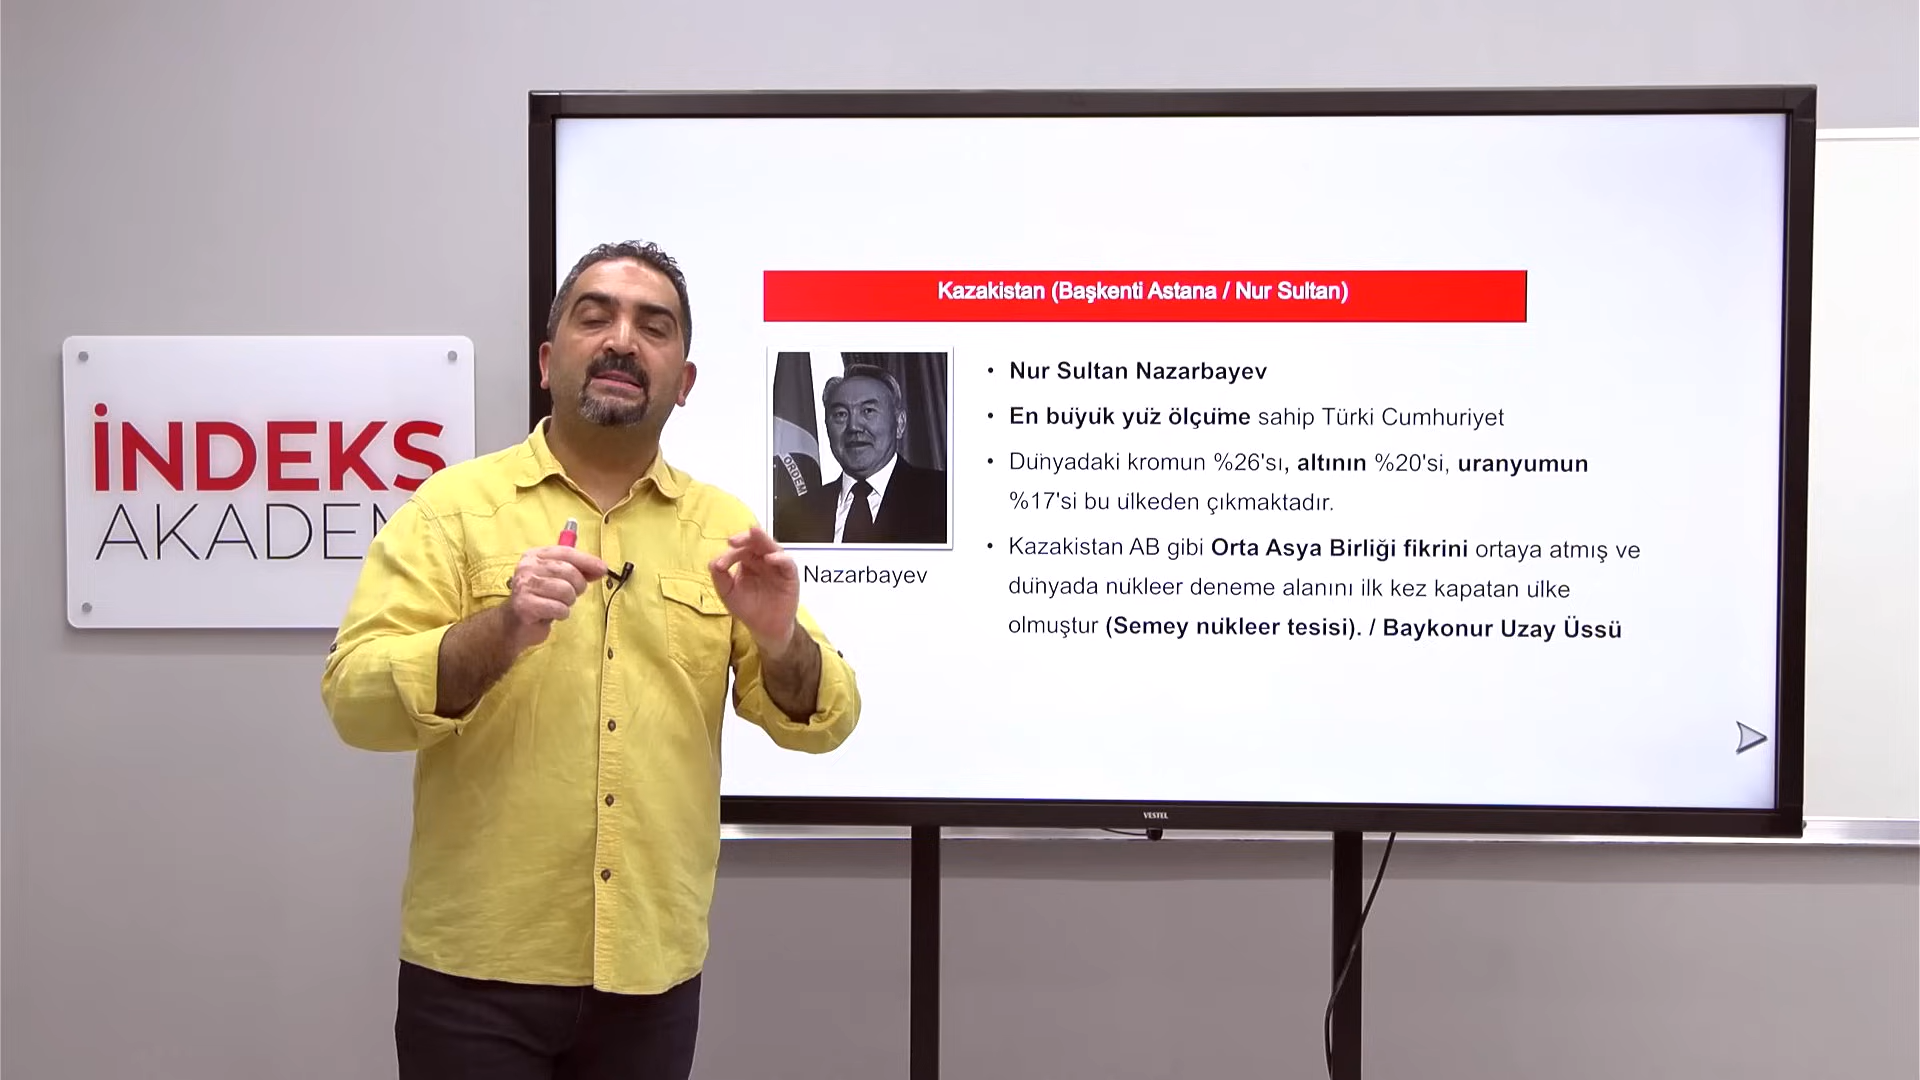 İNDEKS
AKADEM
Kazakistan (Başkenti Astana / Nur Sultan)
ORDEM
Nazarbayev
• Nur Sultan Nazarbayev
• En büyük yüz ölçüme sahip Türki Cumhuriyet
• Dünyadaki kromun %26'sı, altının %20'si, uranyumun
%17'si bu ülkeden çıkmaktadır.
• Kazakistan AB gibi Orta Asya Birliği fikrini ortaya atmış ve
dünyada nükleer deneme alanını ilk kez kapatan ülke
olmuştur (Semey nükleer tesisi). / Baykonur Uzay Üssü
VESTEL